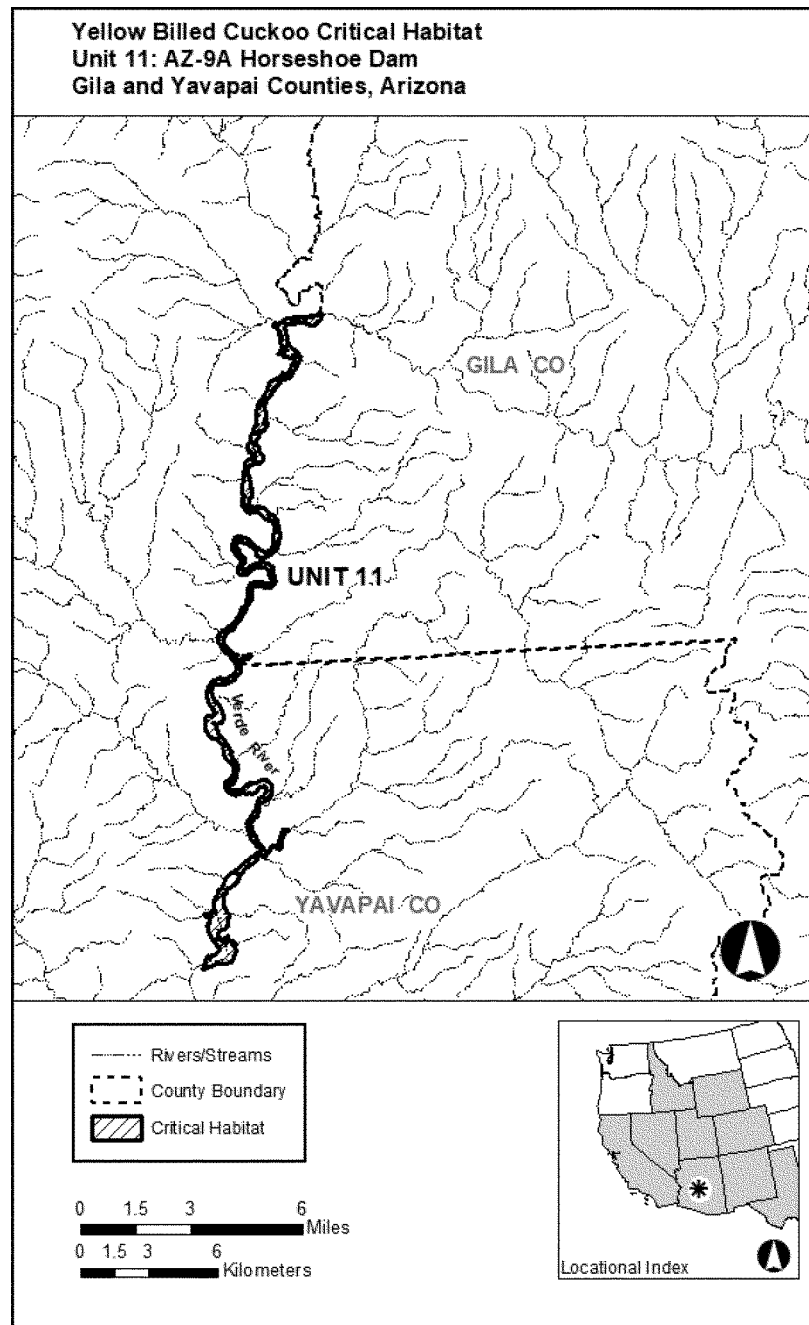 Yellow Billed Cuckoo Critical Habitat
Unit 11: AZ-9A Horseshoe Dam
Gila and Yavapai Counties, Arizona
GILA CO
UNIT 11
Verde River
YAVAPAI CO
Rivers/Streams
County Boundary
Critical Habitat
0 1.5 3 6
Miles
0 1.5 3 6
Kilometers
Locational Index